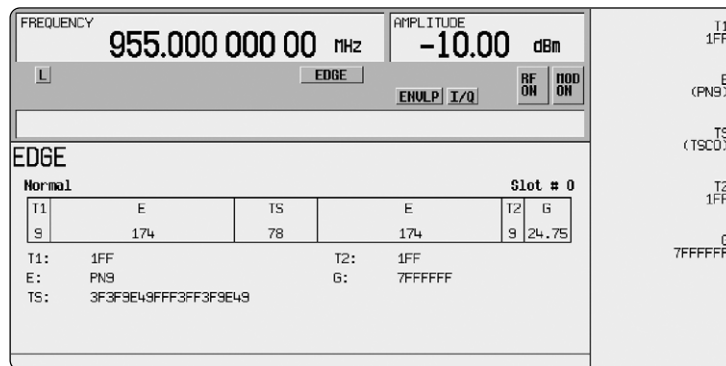 FREQUENCY
955.000 000 00 MHz
AMPLITUDE
-10.00 dBm
L
EDGE
ENVLP I/Q
RF ON
MOD ON
EDGE
Normal Slot # 0
T1 E TS E T2 G
9 174 78 174 9 24.75
T1: 1FF T2: 1FF
E: PN9 G: 7FFFFFF
TS: 3F3F9E49FFF3FF3F9E49
T1
1FF
E
(PN9)
TS
(TSC0)
T2
1FF
G